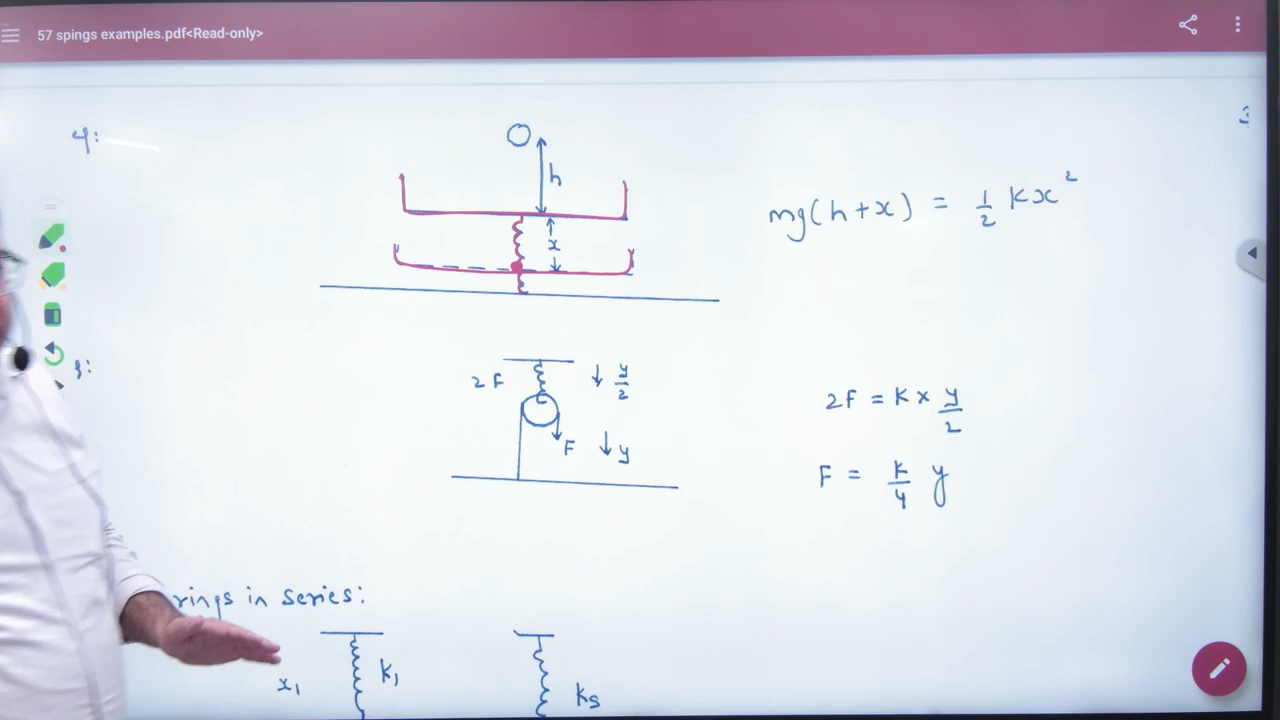 57 spings examples.pdf<Read-only>
4:
h
x
mg(h+x) = 1/2 Kx²
2F
↓ y/2
F ↓ y
2F = K × y/2
F = K/4 y
rings in series:
x₁
k₁
ks